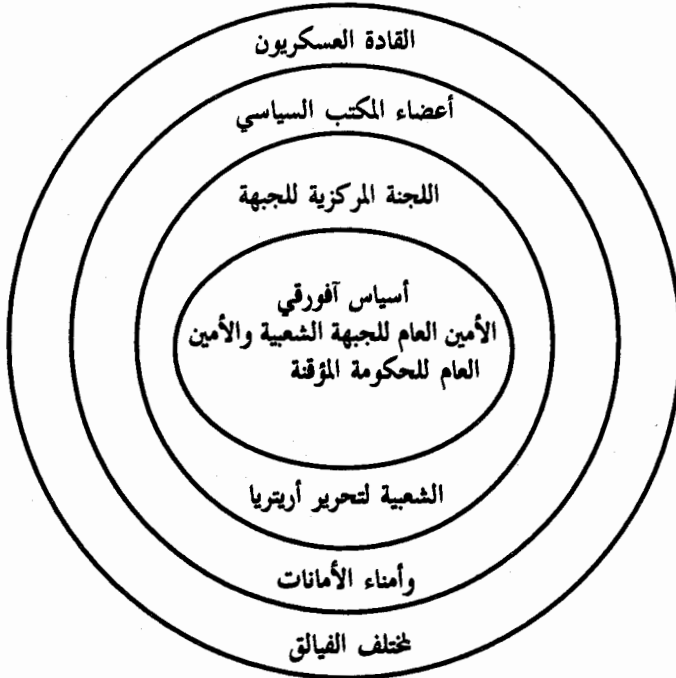 القادة العسكريون
أعضاء المكتب السياسي
اللجنة المركزية للجبهة
أسياس آفورقي
الأمين العام للجبهة الشعبية والأمين
العام للحكومة المؤقتة
الشعبية لتحرير أريتريا
وأمناء الأمانات
لمختلف الفيالق